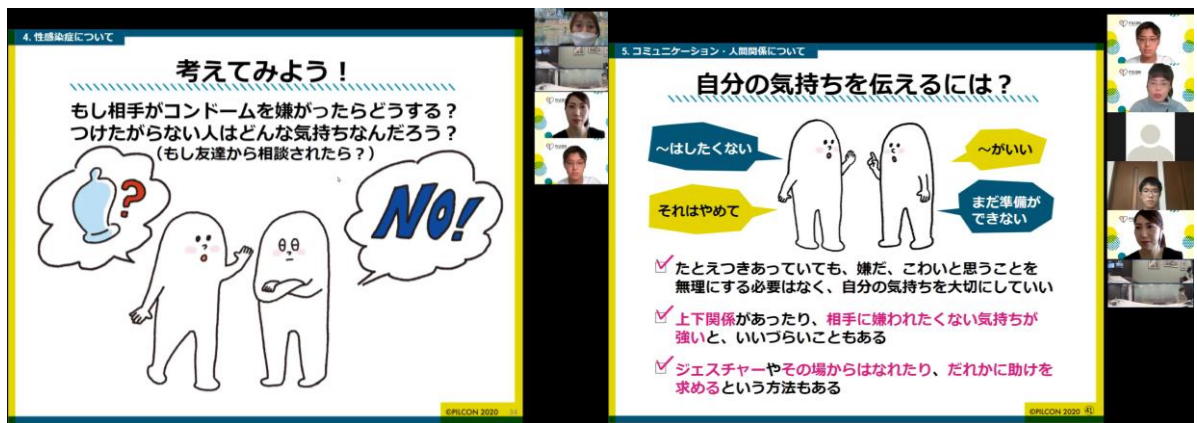 4. 性感染症について
考えてみよう！
もし相手がコンドームを嫌がったらどうする？
つけたがらない人はどんな気持ちなんだろう？
（もし友達から相談されたら？）
?
NO!
©PILCON 2020 34
5. コミュニケーション・人間関係について
自分の気持ちを伝えるには？
～はしたくない
～がいい
それはやめて
まだ準備が
できない
たとえつきあっていても、嫌だ、こわいと思うことを
無理にする必要はなく、自分の気持ちを大切にしていい
上下関係があったり、相手に嫌われたくない気持ちが
強いと、いいづらいこともある
ジェスチャーやその場からはなれたり、だれかに助けを
求めるという方法もある
©PILCON 2020 ㊶